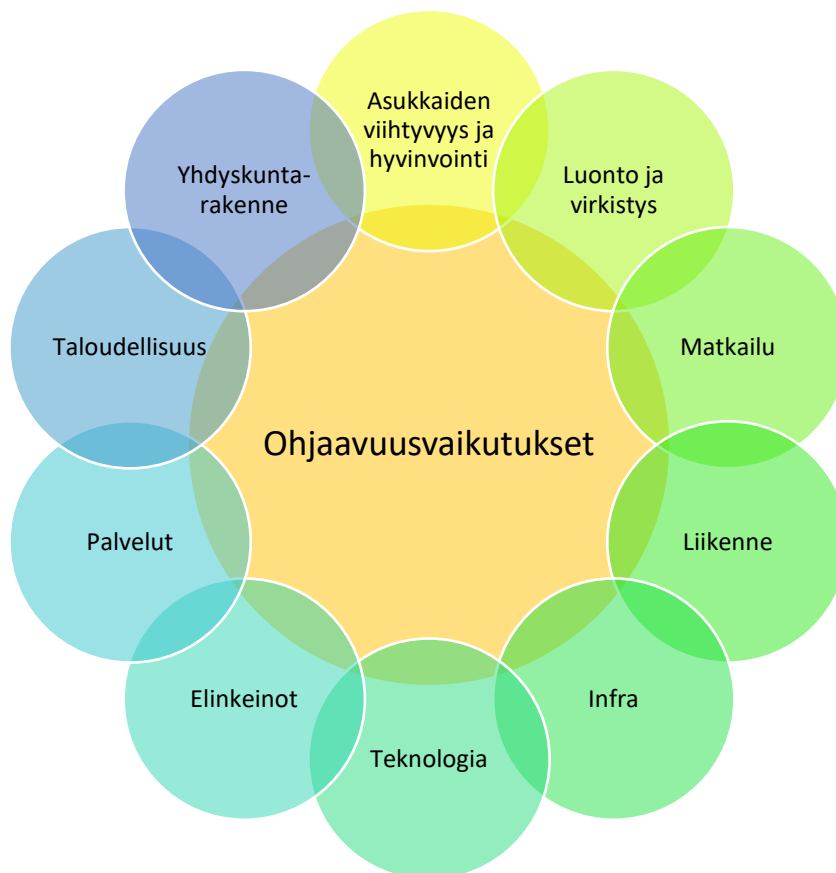 Asukkaiden
viihtyvyys ja
hyvinvointi
Luonto ja
virkistys
Matkailu
Liikenne
Infra
Teknologia
Elinkeinot
Palvelut
Taloudellisuus
Yhdyskunta-
rakenne
Ohjaavuusvaikutukset